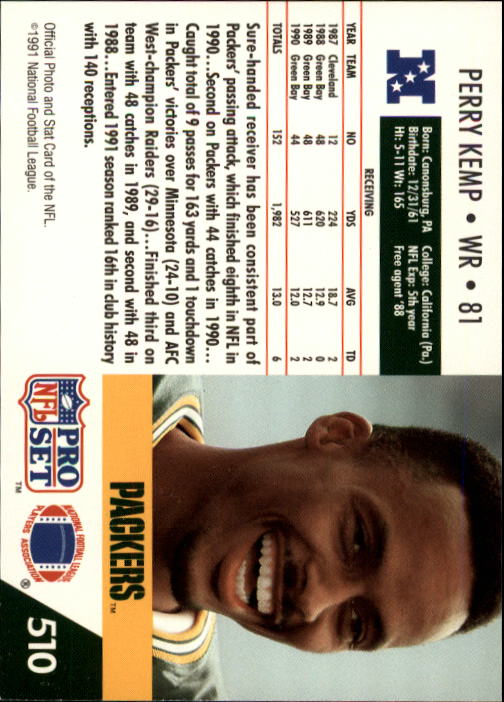 PERRY KEMP • WR • 81
N
Born: Canonsburg, PA College: California (Pa.)
Birthdate: 12/31/61 NFL Exp: 5th year
Ht: 5-11 Wt: 165 Free agent '88
RECEIVING
YEAR TEAM NO YDS AVG TD
1987 Cleveland 12 224 18.7 2
1988 Green Bay 48 620 12.9 0
1989 Green Bay 48 611 12.7 2
1990 Green Bay 44 527 12.0 2
TOTALS 152 1,982 13.0 6
Sure-handed receiver has been consistent part of
Packers' passing attack, which finished eighth in NFL in
1990...Second on Packers with 44 catches in 1990...
Caught total of 9 passes for 163 yards and 1 touchdown
in Packers' victories over Minnesota (24-10) and AFC
West-champion Raiders (29-16)...Finished third on
team with 48 catches in 1989, and second with 48 in
1988...Entered 1991 season ranked 16th in club history
with 140 receptions.
Official Photo and Stat Card of the NFL.
©1991 National Football League.
PACKERS™
PRO
NFL
SET™
NATIONAL FOOTBALL LEAGUE
PLAYERS ASSOCIATION®
510